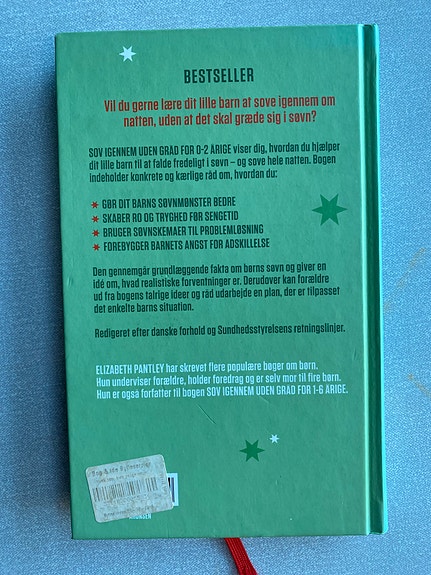 BESTSELLER
Vil du gerne lære dit lille barn at sove igennem om
natten, uden at det skal græde sig i søvn?
SOV IGENNEM UDEN GRÅD FOR 0-2 ÅRIGE viser dig, hvordan du hjælper
dit lille barn til at falde fredeligt i søvn – og sove hele natten. Bogen
indeholder konkrete og kærlige råd om, hvordan du:
* GØR DIT BARNS SØVNMØNSTER BEDRE
* SKABER RO OG TRYGHED FØR SENGETID
* BRUGER SØVNSKEMAER TIL PROBLEMLØSNING
* FOREBYGGER BARNETS ANGST FOR ADSKILLELSE
Den gennemgår grundlæggende fakta om børns søvn og giver en
idé om, hvad realistiske forventninger er. Derudover kan forældre
ud fra bogens talrige ideer og råd udarbejde en plan, der er tilpasset
det enkelte barns situation.
Redigeret efter danske forhold og Sundhedsstyrelsens retningslinjer.
ELIZABETH PANTLEY har skrevet flere populære bøger om børn.
Hun underviser forældre, holder foredrag og er selv mor til fire børn.
Hun er også forfatter til bogen SOV IGENNEM UDEN GRÅD FOR 1-6 ÅRIGE.